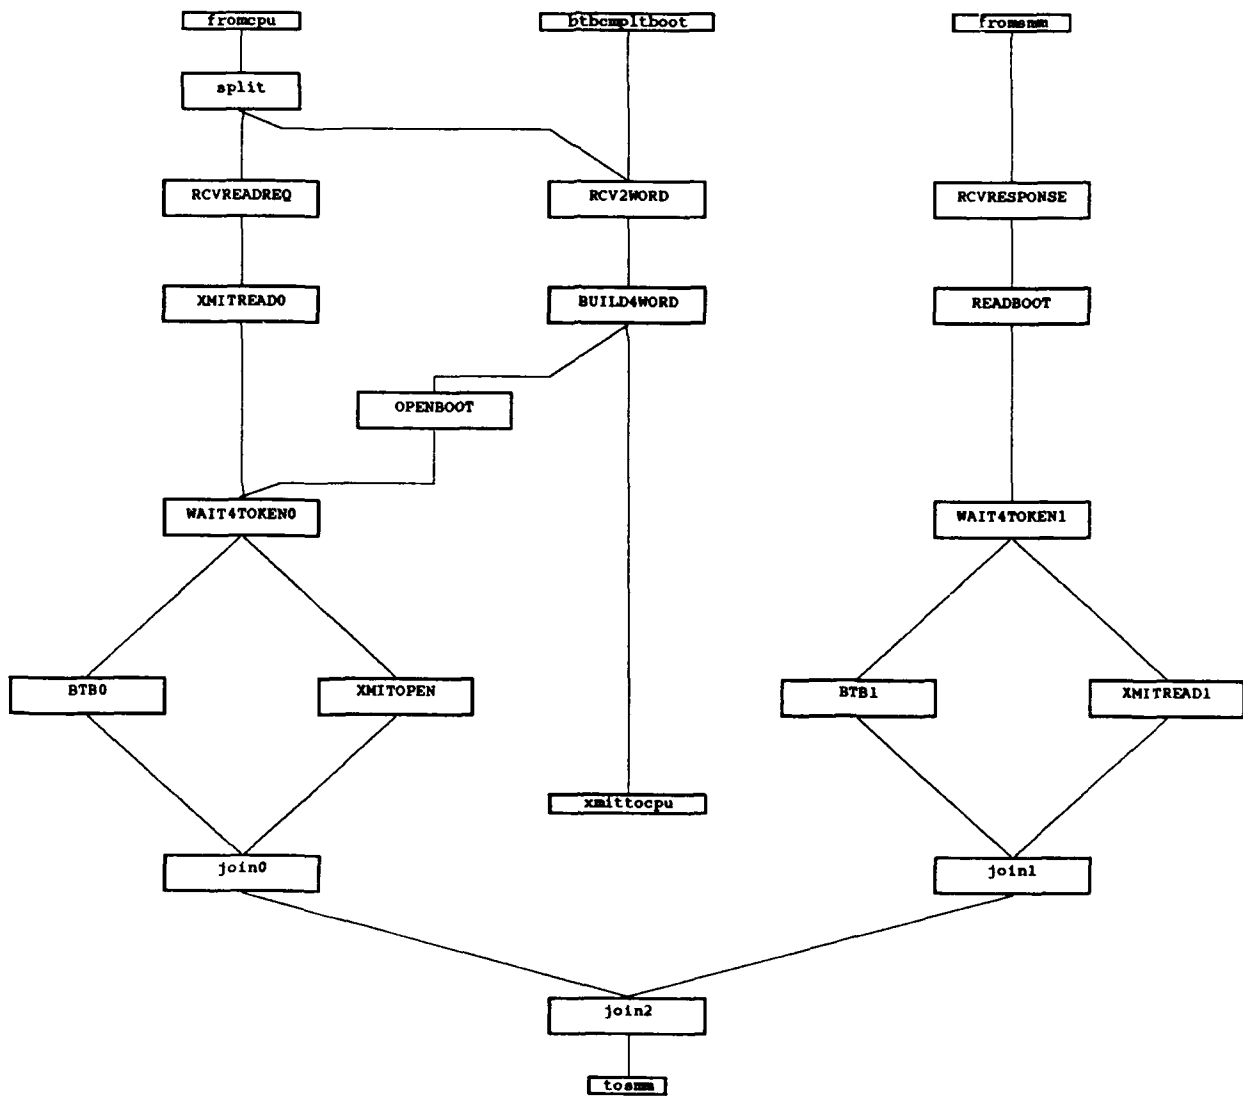 fromcpu
btbcmpltboot
fromsmm
split
RCVREADREQ
RCV2WORD
RCVRESPONSE
XMITREAD0
BUILD4WORD
READBOOT
OPENBOOT
WAIT4TOKEN0
WAIT4TOKEN1
BTB0
XMITOPEN
BTB1
XMITREAD1
xmittocpu
join0
join1
join2
tosmm